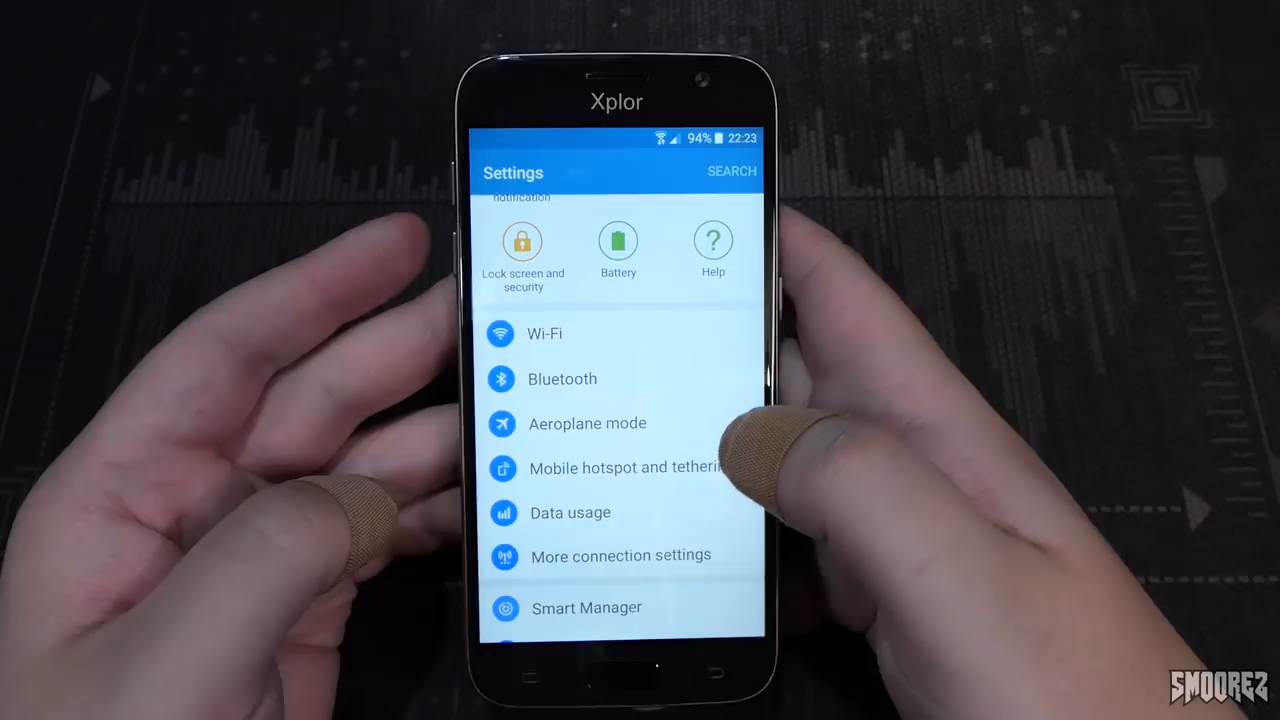 Xplor
94% 22:23
Settings
SEARCH
notification
Lock screen and
security
Battery
Help
Wi-Fi
Bluetooth
Aeroplane mode
Mobile hotspot and tetheri
Data usage
More connection settings
Smart Manager
SMOOREZ